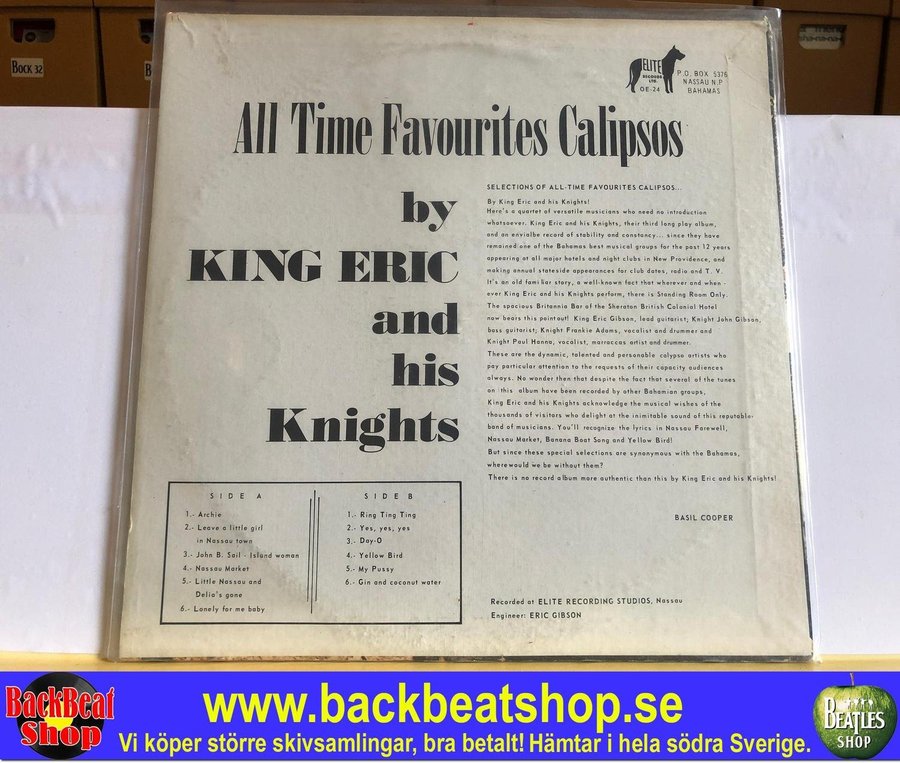 BOCK 32
B
ELITE
RECORDS
LTD.
OE-24
P.O. BOX 5376
NASSAU N.P
BAHAMAS
All Time Favourites Calipsos
by
KING ERIC
and
his
Knights
SELECTIONS OF ALL-TIME FAVOURITES CALIPSOS...
By King Eric and his Knights!
Here's a quartet of versatile musicians who need no introduction
whatsoever. King Eric and his Knights, their third long play album,
and an envialbe record of stability and constancy... since they have
remained one of the Bahamas best musical groups for the past 12 years
appearing at all major hotels and night clubs in New Providence, and
making annual stateside appearances for club dates, radio and T. V.
It's an old familiar story, a well-known fact that wherever and when -
ever King Eric and his Knights perform, there is Standing Room Only.
The spacious Britannia Bar of the Sheraton British Colonial Hotel
now bears this pointout! King Eric Gibson, lead guitarist; Knight John Gibson,
bass guitarist; Knight Frankie Adams, vocalist and drummer and
Knight Paul Hanna, vocalist, marraccas artist and drummer.
These are the dynamic, talented and personable calypso artists who
pay particular attention to the requests of their capacity audiences
always. No wonder then that despite the fact that several of the tunes
on this album have been recorded by other Bahamian groups,
King Eric and his Knights acknowledge the musical wishes of the
thousands of visitors who delight at the inimitable sound of this reputable
band of musicians. You'll recognize the lyrics in Nassau Farewell,
Nassau Market, Banana Boat Song and Yellow Bird!
But since these special selections are synonymous with the Bahamas,
wherewould we be without them?
There is no record album more authentic than this by King Eric and his Knights!
BASIL COOPER
SIDE A
1.- Archie
2.- Leave a little girl
in Nassau town
3.- John B. Sail - Island woman
4.- Nassau Market
5.- Little Nassau and
Delia's gone
6.- Lonely for me baby
SIDE B
1.- Ring Ting Ting
2.- Yes, yes, yes
3.- Day-O
4.- Yellow Bird
5.- My Pussy
6.- Gin and coconut water
Recorded at ELITE RECORDING STUDIOS, Nassau
Engineer: ERIC GIBSON
BackBeat
Shop
www.backbeatshop.se
Vi köper större skivsamlingar, bra betalt! Hämtar i hela södra Sverige.
THE
BEATLES
SHOP